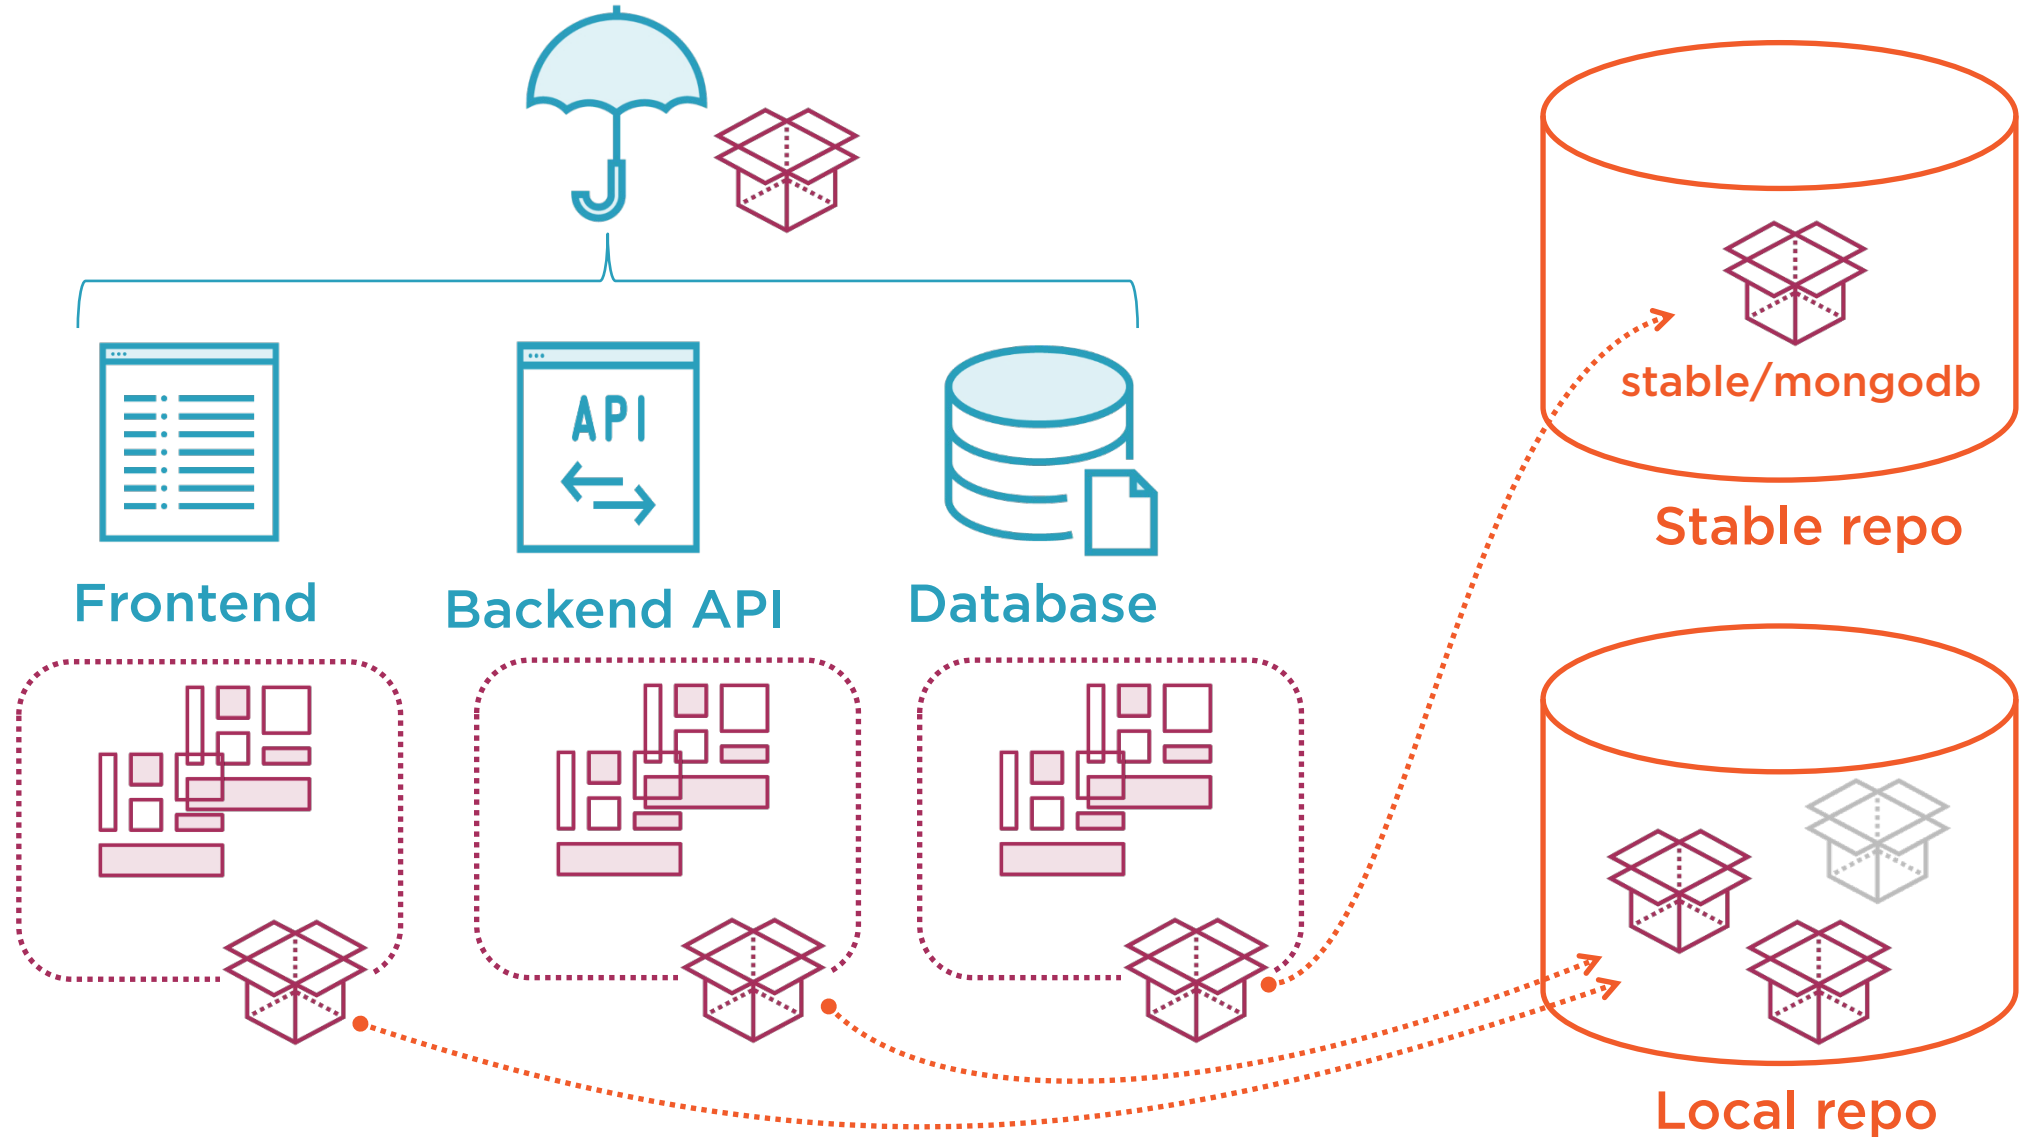 API
Frontend
Backend API
Database
stable/mongodb
Stable repo
Local repo